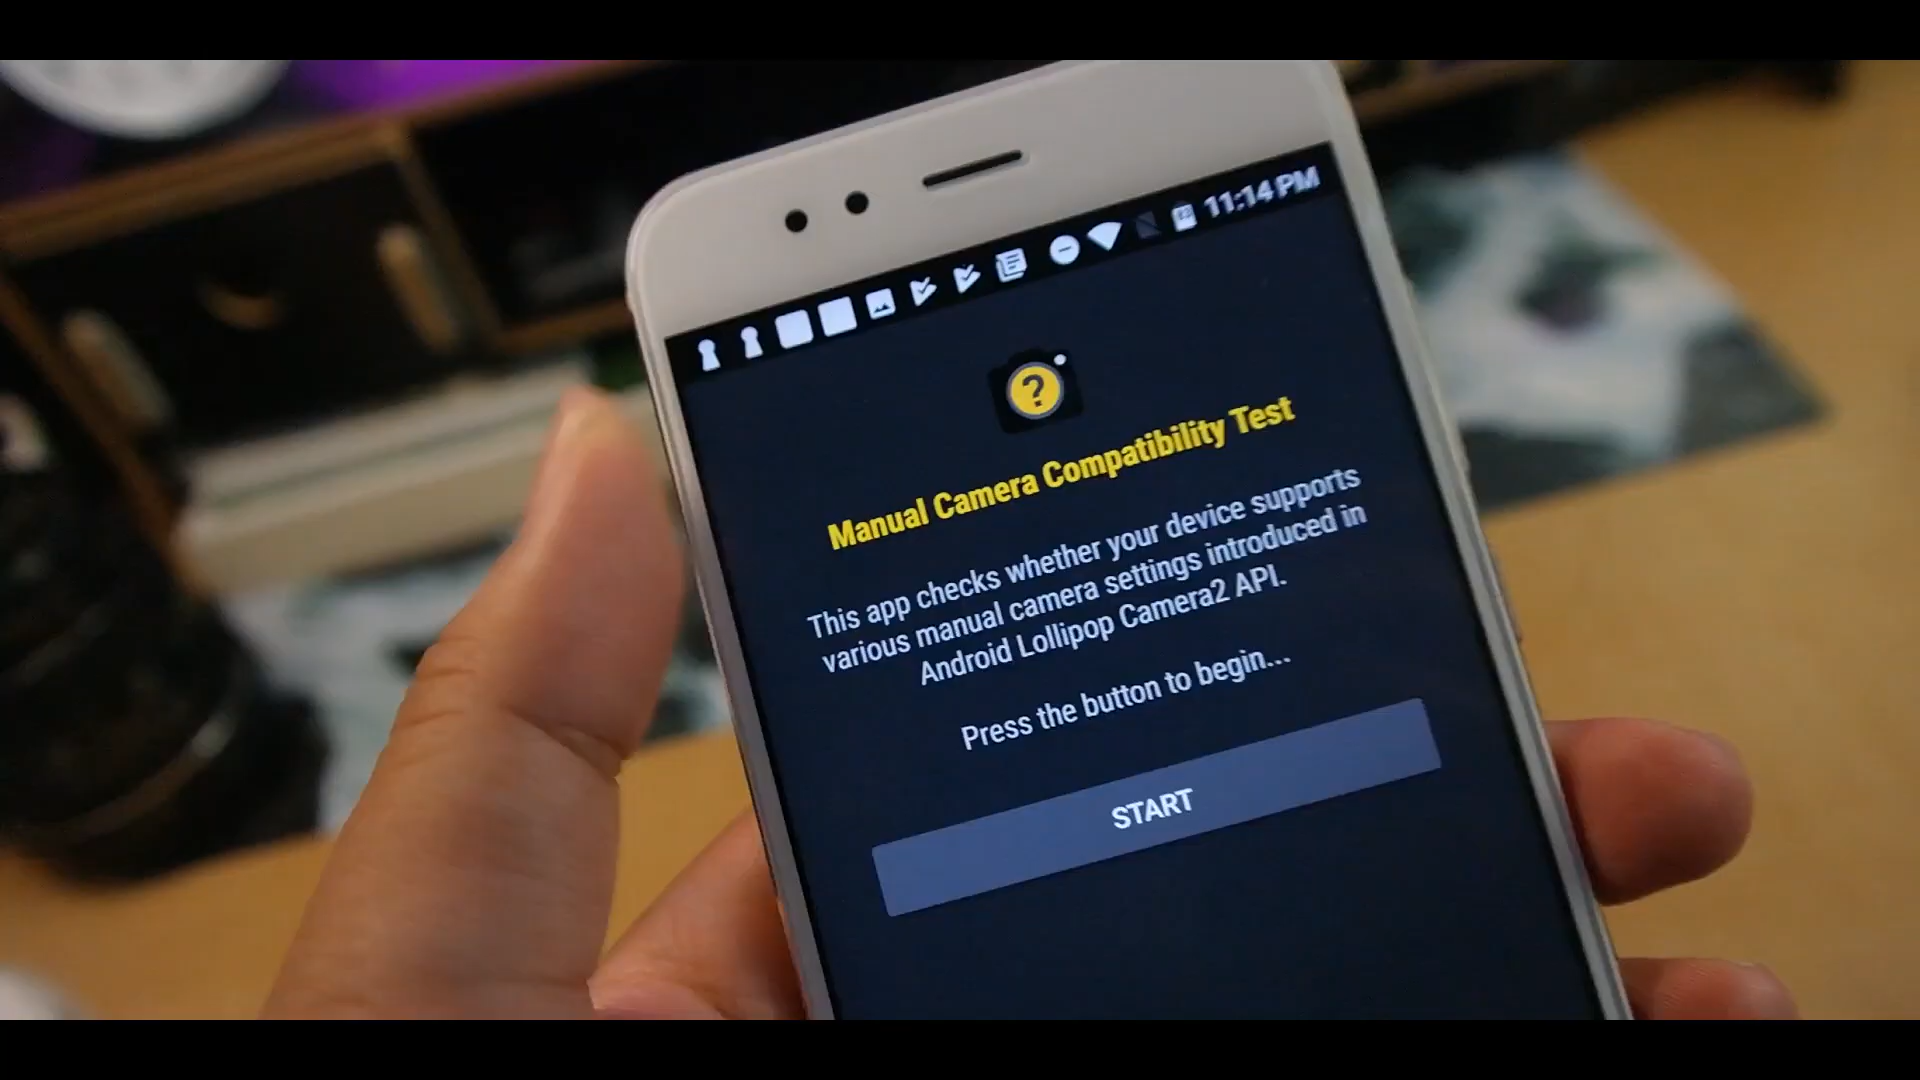 11:14 PM
?
Manual Camera Compatibility Test
This app checks whether your device supports
various manual camera settings introduced in
Android Lollipop Camera2 API.
Press the button to begin...
START